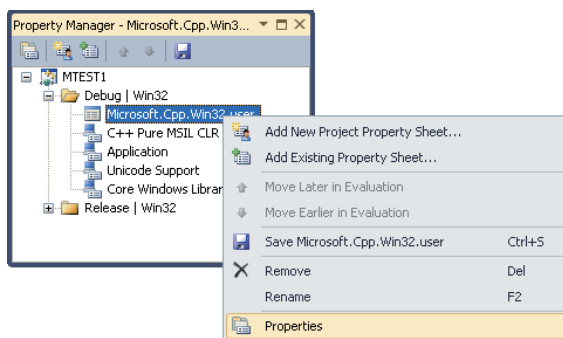 Property Manager - Microsoft.Cpp.Win3...
MTEST1
Debug | Win32
Microsoft.Cpp.Win32.user
C++ Pure MSIL CLR
Application
Unicode Support
Core Windows Librar
Release | Win32
Add New Project Property Sheet...
Add Existing Property Sheet...
Move Later in Evaluation
Move Earlier in Evaluation
Save Microsoft.Cpp.Win32.user Ctrl+S
Remove Del
Rename F2
Properties